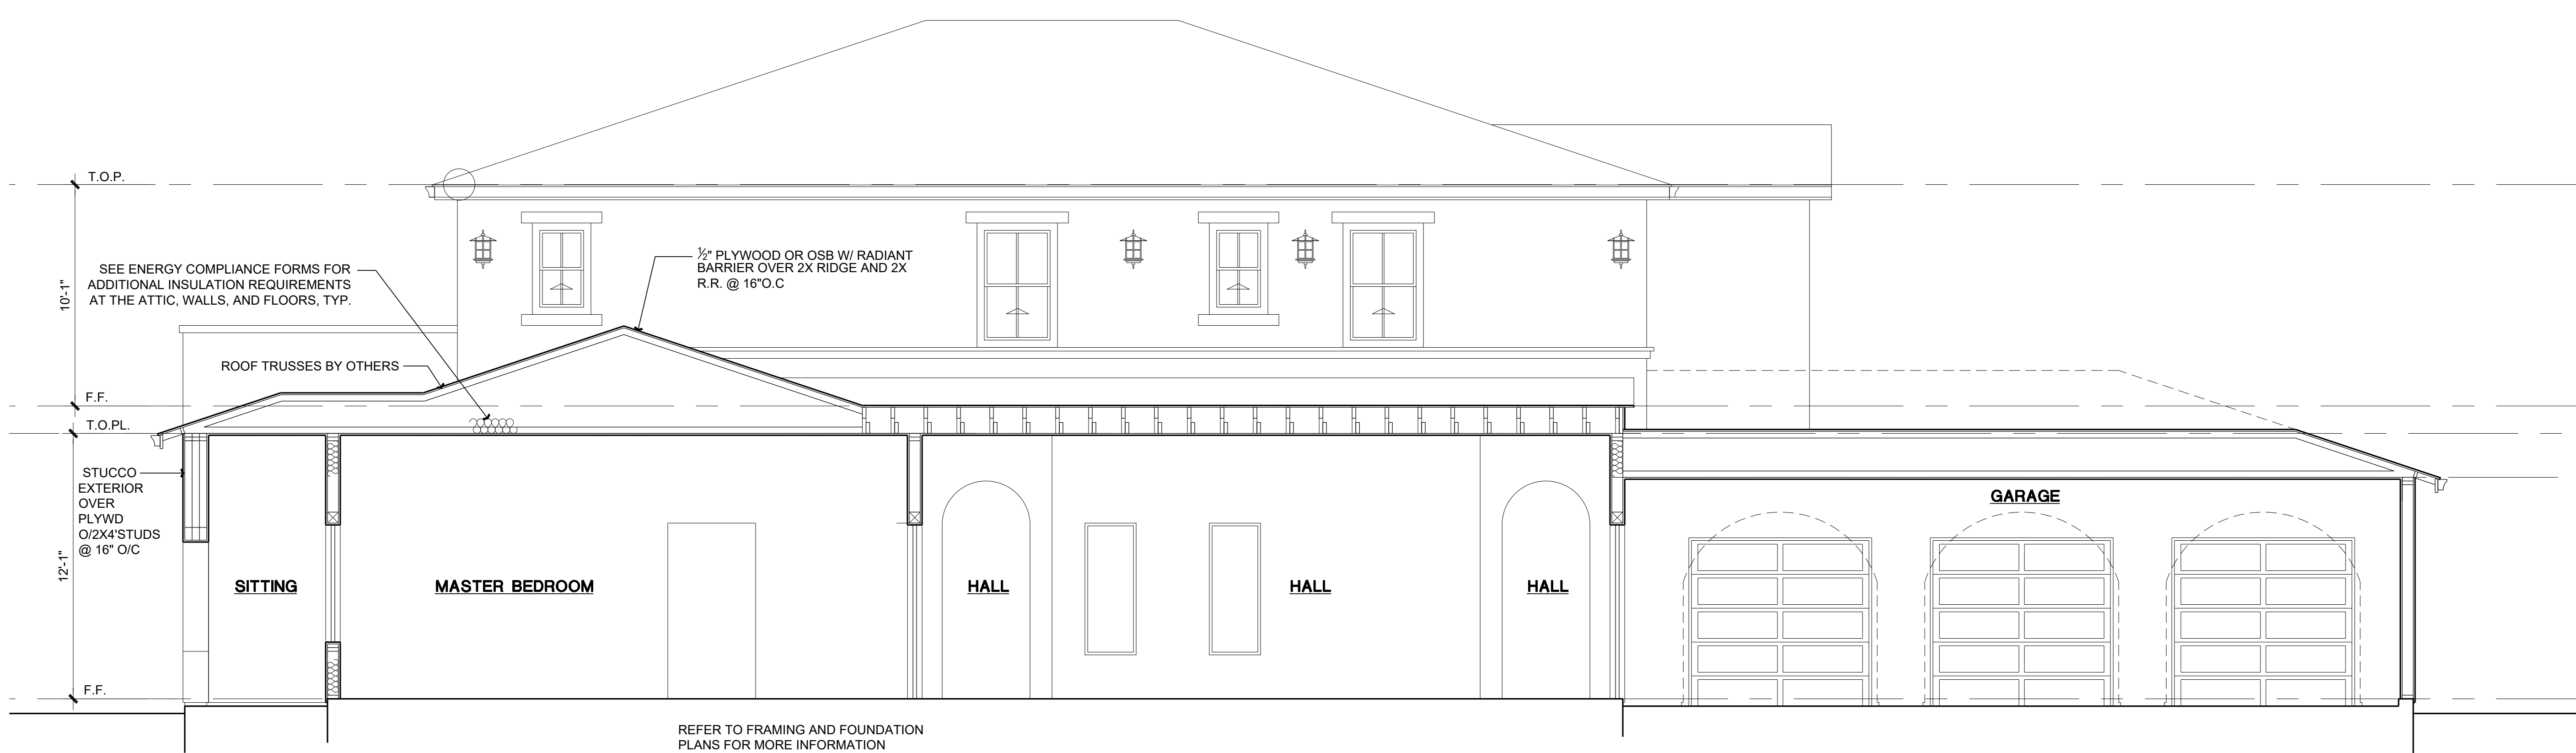 T.O.P.
10'-1"
SEE ENERGY COMPLIANCE FORMS FOR
ADDITIONAL INSULATION REQUIREMENTS
AT THE ATTIC, WALLS, AND FLOORS, TYP.
½" PLYWOOD OR OSB W/ RADIANT
BARRIER OVER 2X RIDGE AND 2X
R.R. @ 16"O.C
ROOF TRUSSES BY OTHERS
F.F.
T.O.PL.
STUCCO
EXTERIOR
OVER
PLYWD
O/2X4'STUDS
@ 16" O/C
12'-1"
GARAGE
SITTING
MASTER BEDROOM
HALL
HALL
HALL
F.F.
REFER TO FRAMING AND FOUNDATION
PLANS FOR MORE INFORMATION